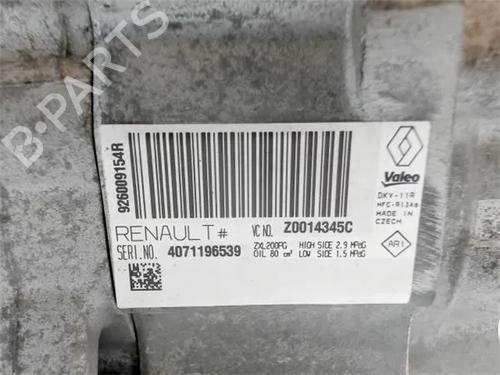 B-PARTS
926009154R
RENAULT#
VC NO. Z0014345C
SERI.NO. 4071196539
ZXL200PG HIGH SIDE 2.9 MPaG
OIL 80 cm³ LOW SIDE 1.5 MPaG
Valeo
DKV-11R
HFC-R134a
MADE IN
CZECH
AR1